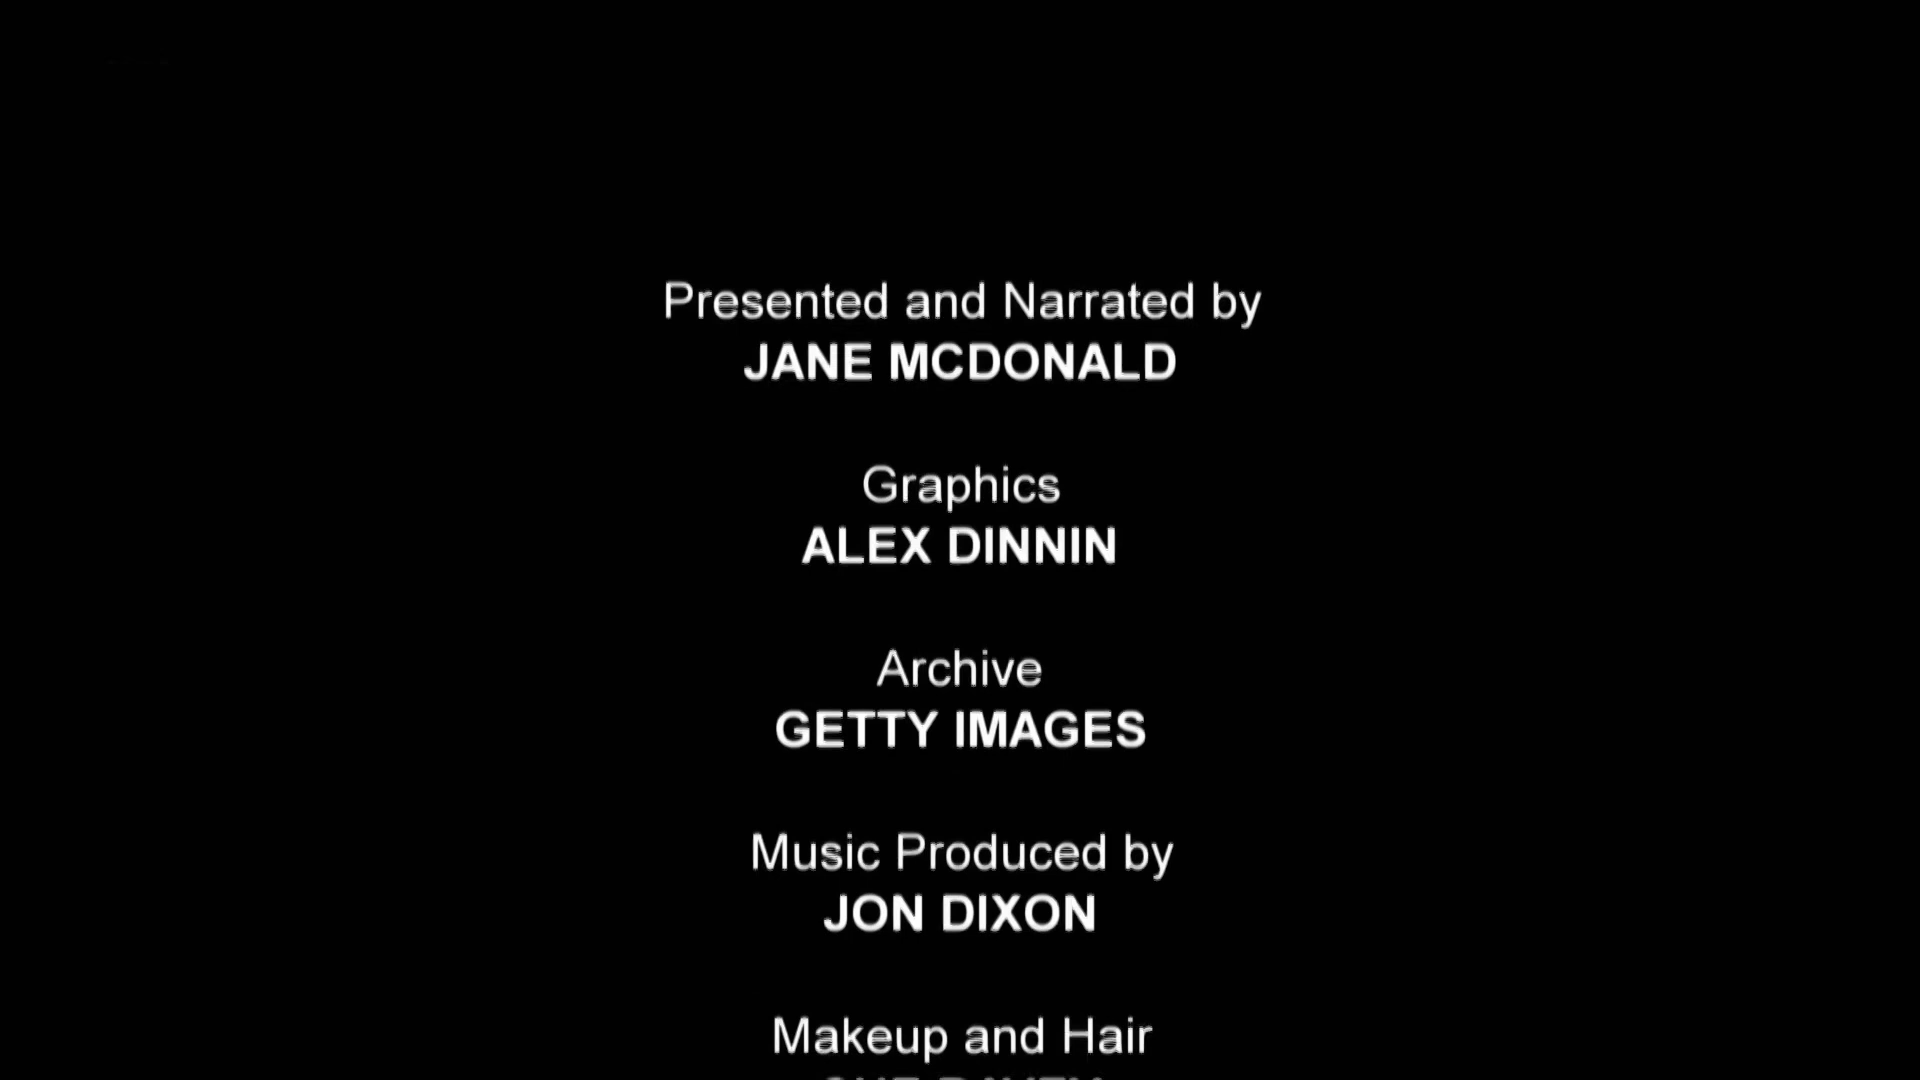 Presented and Narrated by
JANE MCDONALD
Graphics
ALEX DINNIN
Archive
GETTY IMAGES
Music Produced by
JON DIXON
Makeup and Hair